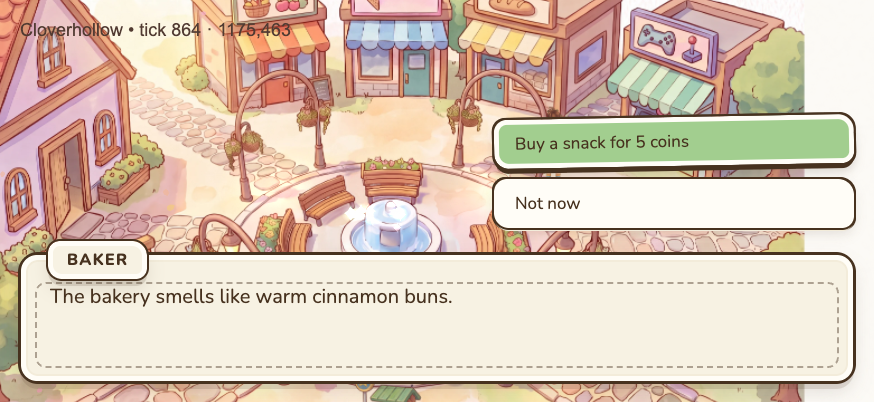 Cloverhollow • tick 864 · 1175,463
Buy a snack for 5 coins
Not now
BAKER
The bakery smells like warm cinnamon buns.